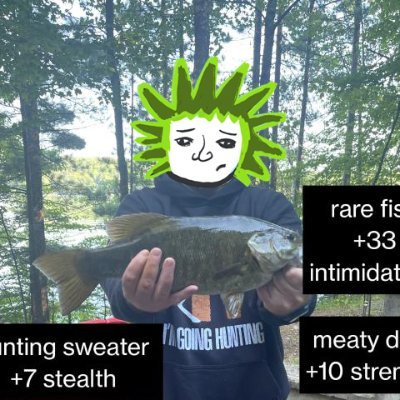 rare fis
+33
intimidat
I'M GOING HUNTING
unting sweater
+7 stealth
meaty d
+10 stren